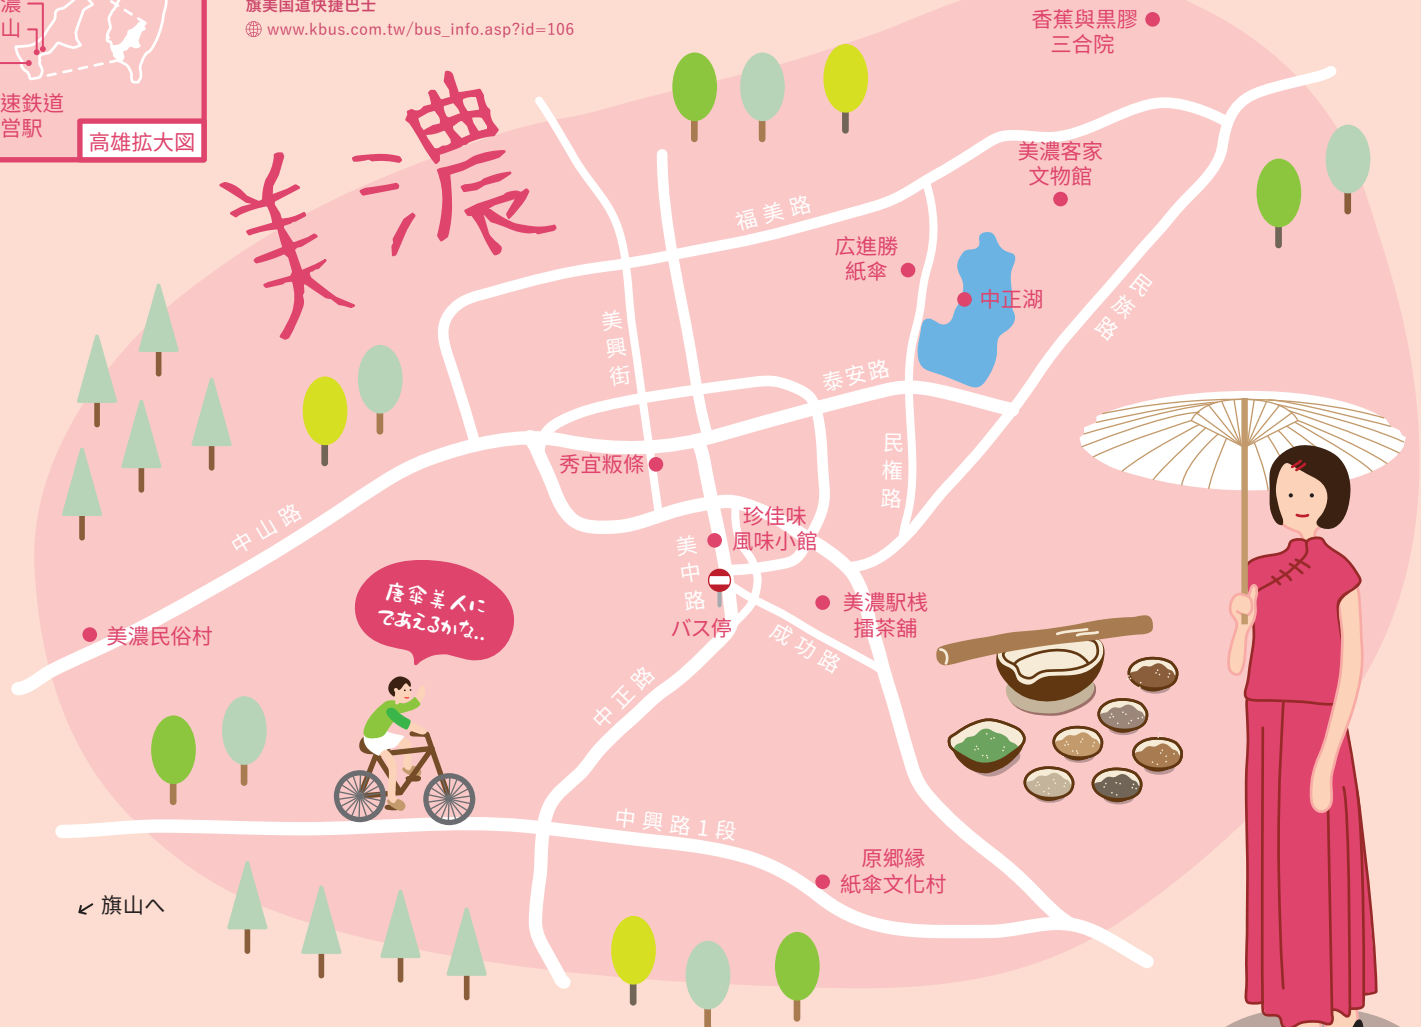 濃
山
速鉄道
営駅
高雄拡大図
旗美国道快捷巴士
www.kbus.com.tw/bus_info.asp?id=106
美濃
香蕉與黒膠
三合院
美濃客家
文物館
福美路
広進勝
紙傘
中正湖
民族路
美興街
泰安路
民権路
秀宜粄條
中山路
珍佳味
風味小館
美中路
バス停
美濃駅桟
擂茶舗
成功路
唐傘美人に
であえるかな..
美濃民俗村
中正路
中興路1段
原郷縁
紙傘文化村
↙ 旗山へ